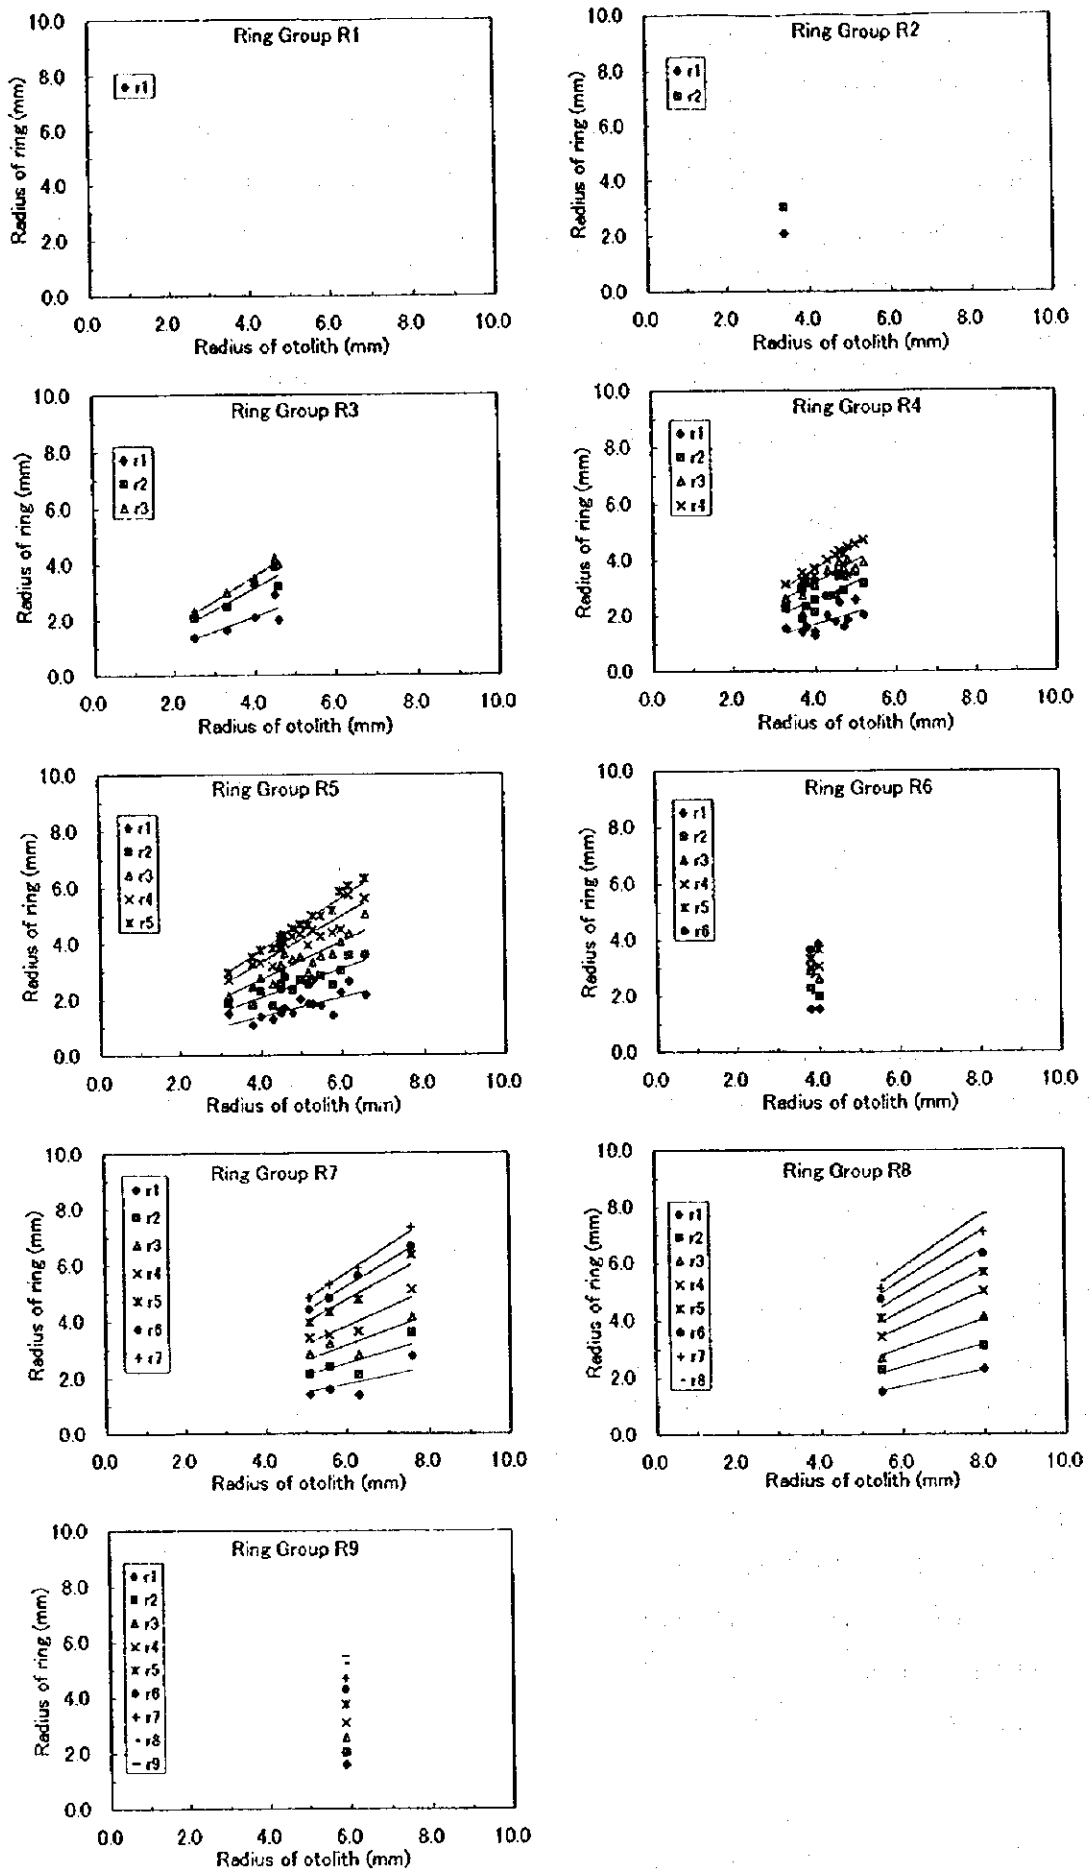 Ring Group R1
r1
Radius of ring (mm)
10.0
8.0
6.0
4.0
2.0
0.0
0.0 2.0 4.0 6.0 8.0 10.0
Radius of otolith (mm)
Ring Group R2
r1
r2
Radius of ring (mm)
10.0
8.0
6.0
4.0
2.0
0.0
0.0 2.0 4.0 6.0 8.0 10.0
Radius of otolith (mm)
Ring Group R3
r1
r2
r3
Radius of ring (mm)
10.0
8.0
6.0
4.0
2.0
0.0
0.0 2.0 4.0 6.0 8.0 10.0
Radius of otolith (mm)
Ring Group R4
r1
r2
r3
r4
Radius of ring (mm)
10.0
8.0
6.0
4.0
2.0
0.0
0.0 2.0 4.0 6.0 8.0 10.0
Radius of otolith (mm)
Ring Group R5
r1
r2
r3
r4
r5
Radius of ring (mm)
10.0
8.0
6.0
4.0
2.0
0.0
0.0 2.0 4.0 6.0 8.0 10.0
Radius of otolith (mm)
Ring Group R6
r1
r2
r3
r4
r5
r6
Radius of ring (mm)
10.0
8.0
6.0
4.0
2.0
0.0
0.0 2.0 4.0 6.0 8.0 10.0
Radius of otolith (mm)
Ring Group R7
r1
r2
r3
r4
r5
r6
r7
Radius of ring (mm)
10.0
8.0
6.0
4.0
2.0
0.0
0.0 2.0 4.0 6.0 8.0 10.0
Radius of otolith (mm)
Ring Group R8
r1
r2
r3
r4
r5
r6
r7
r8
Radius of ring (mm)
10.0
8.0
6.0
4.0
2.0
0.0
0.0 2.0 4.0 6.0 8.0 10.0
Radius of otolith (mm)
Ring Group R9
r1
r2
r3
r4
r5
r6
r7
r8
r9
Radius of ring (mm)
10.0
8.0
6.0
4.0
2.0
0.0
0.0 2.0 4.0 6.0 8.0 10.0
Radius of otolith (mm)